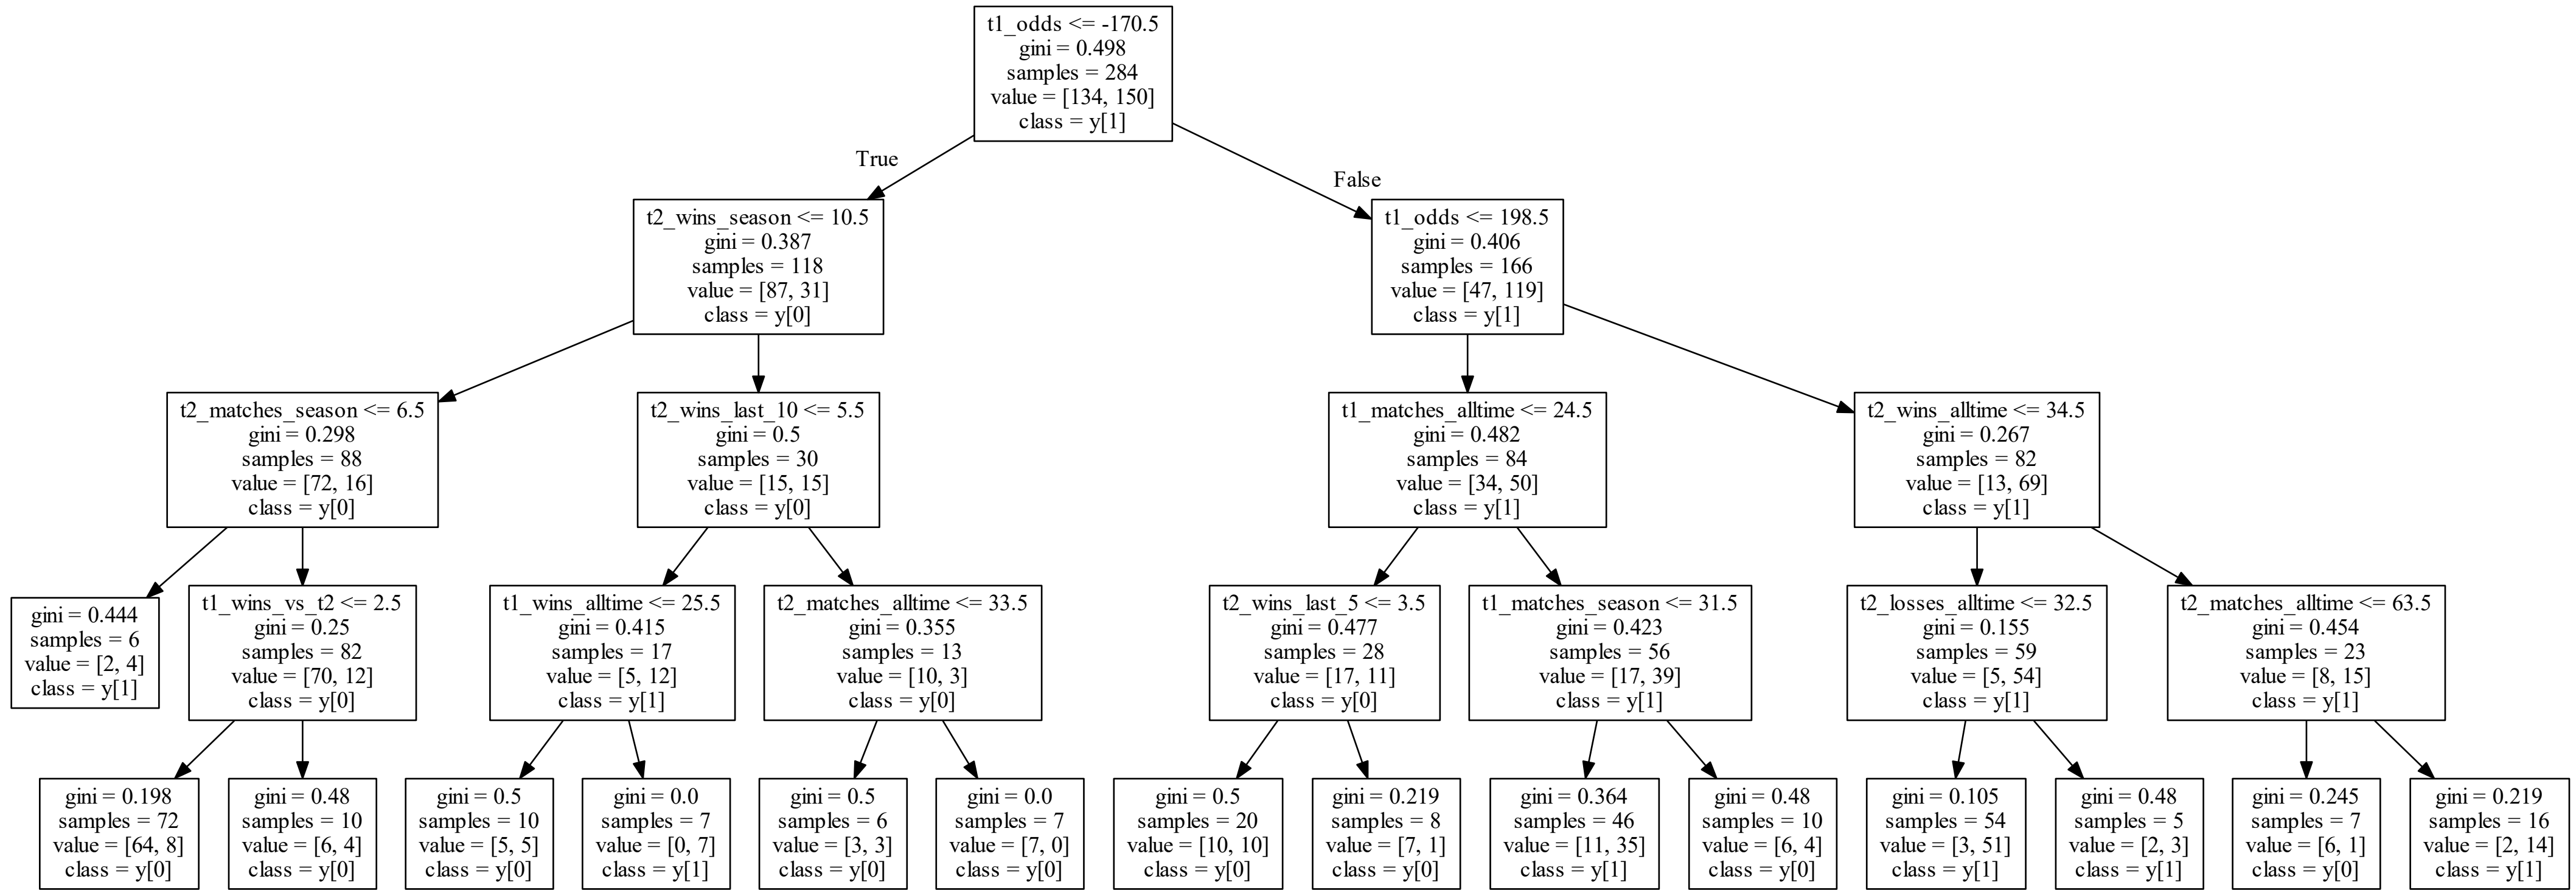 t1_odds <= -170.5
gini = 0.498
samples = 284
value = [134, 150]
class = y[1]
True
False
t2_wins_season <= 10.5
gini = 0.387
samples = 118
value = [87, 31]
class = y[0]
t1_odds <= 198.5
gini = 0.406
samples = 166
value = [47, 119]
class = y[1]
t2_matches_season <= 6.5
gini = 0.298
samples = 88
value = [72, 16]
class = y[0]
t2_wins_last_10 <= 5.5
gini = 0.5
samples = 30
value = [15, 15]
class = y[0]
t1_matches_alltime <= 24.5
gini = 0.482
samples = 84
value = [34, 50]
class = y[1]
t2_wins_alltime <= 34.5
gini = 0.267
samples = 82
value = [13, 69]
class = y[1]
gini = 0.444
samples = 6
value = [2, 4]
class = y[1]
t1_wins_vs_t2 <= 2.5
gini = 0.25
samples = 82
value = [70, 12]
class = y[0]
t1_wins_alltime <= 25.5
gini = 0.415
samples = 17
value = [5, 12]
class = y[1]
t2_matches_alltime <= 33.5
gini = 0.355
samples = 13
value = [10, 3]
class = y[0]
t2_wins_last_5 <= 3.5
gini = 0.477
samples = 28
value = [17, 11]
class = y[0]
t1_matches_season <= 31.5
gini = 0.423
samples = 56
value = [17, 39]
class = y[1]
t2_losses_alltime <= 32.5
gini = 0.155
samples = 59
value = [5, 54]
class = y[1]
t2_matches_alltime <= 63.5
gini = 0.454
samples = 23
value = [8, 15]
class = y[1]
gini = 0.198
samples = 72
value = [64, 8]
class = y[0]
gini = 0.48
samples = 10
value = [6, 4]
class = y[0]
gini = 0.5
samples = 10
value = [5, 5]
class = y[0]
gini = 0.0
samples = 7
value = [0, 7]
class = y[1]
gini = 0.5
samples = 6
value = [3, 3]
class = y[0]
gini = 0.0
samples = 7
value = [7, 0]
class = y[0]
gini = 0.5
samples = 20
value = [10, 10]
class = y[0]
gini = 0.219
samples = 8
value = [7, 1]
class = y[0]
gini = 0.364
samples = 46
value = [11, 35]
class = y[1]
gini = 0.48
samples = 10
value = [6, 4]
class = y[0]
gini = 0.105
samples = 54
value = [3, 51]
class = y[1]
gini = 0.48
samples = 5
value = [2, 3]
class = y[1]
gini = 0.245
samples = 7
value = [6, 1]
class = y[0]
gini = 0.219
samples = 16
value = [2, 14]
class = y[1]